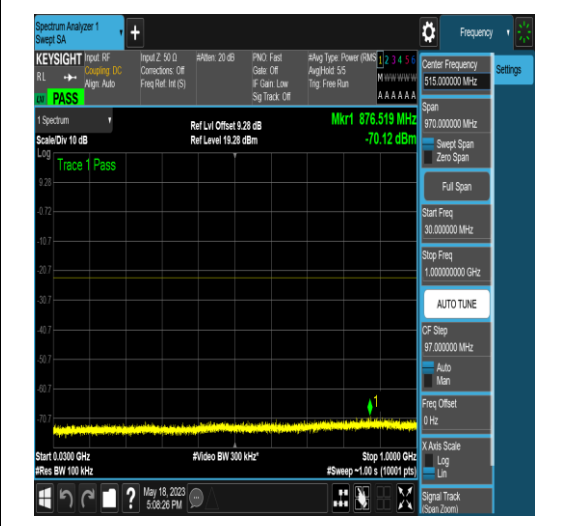 Spectrum Analyzer 1
Swept SA
+
Frequency
KEYSIGHT
RL
PASS
Input: RF
Coupling: DC
Align: Auto
Input Z: 50 Ω
Corrections: Off
Freq Ref: Int (S)
#Atten: 20 dB
PNO: Fast
Gate: Off
IF Gain: Low
Sig Track: Off
#Avg Type: Power (RMS
Avg|Hold: 5/5
Trig: Free Run
1 2 3 4 5 6
M W W W W W
A A A A A A
1 Spectrum
Scale/Div 10 dB
Ref Lvl Offset 9.28 dB
Ref Level 19.28 dBm
Mkr1 876.519 MHz
-70.12 dBm
Log
Trace 1 Pass
9.28
-0.72
-10.7
-20.7
-30.7
-40.7
-50.7
-60.7
-70.7
1
Start 0.0300 GHz
#Res BW 100 kHz
#Video BW 300 kHz*
Stop 1.0000 GHz
#Sweep ~1.00 s (10001 pts)
?
May 18, 2023
5:08:26 PM
Center Frequency
515.000000 MHz
Settings
Span
970.000000 MHz
Swept Span
Zero Span
Full Span
Start Freq
30.000000 MHz
Stop Freq
1.000000000 GHz
AUTO TUNE
CF Step
97.000000 MHz
Auto
Man
Freq Offset
0 Hz
X Axis Scale
Log
Lin
Signal Track
(Span Zoom)